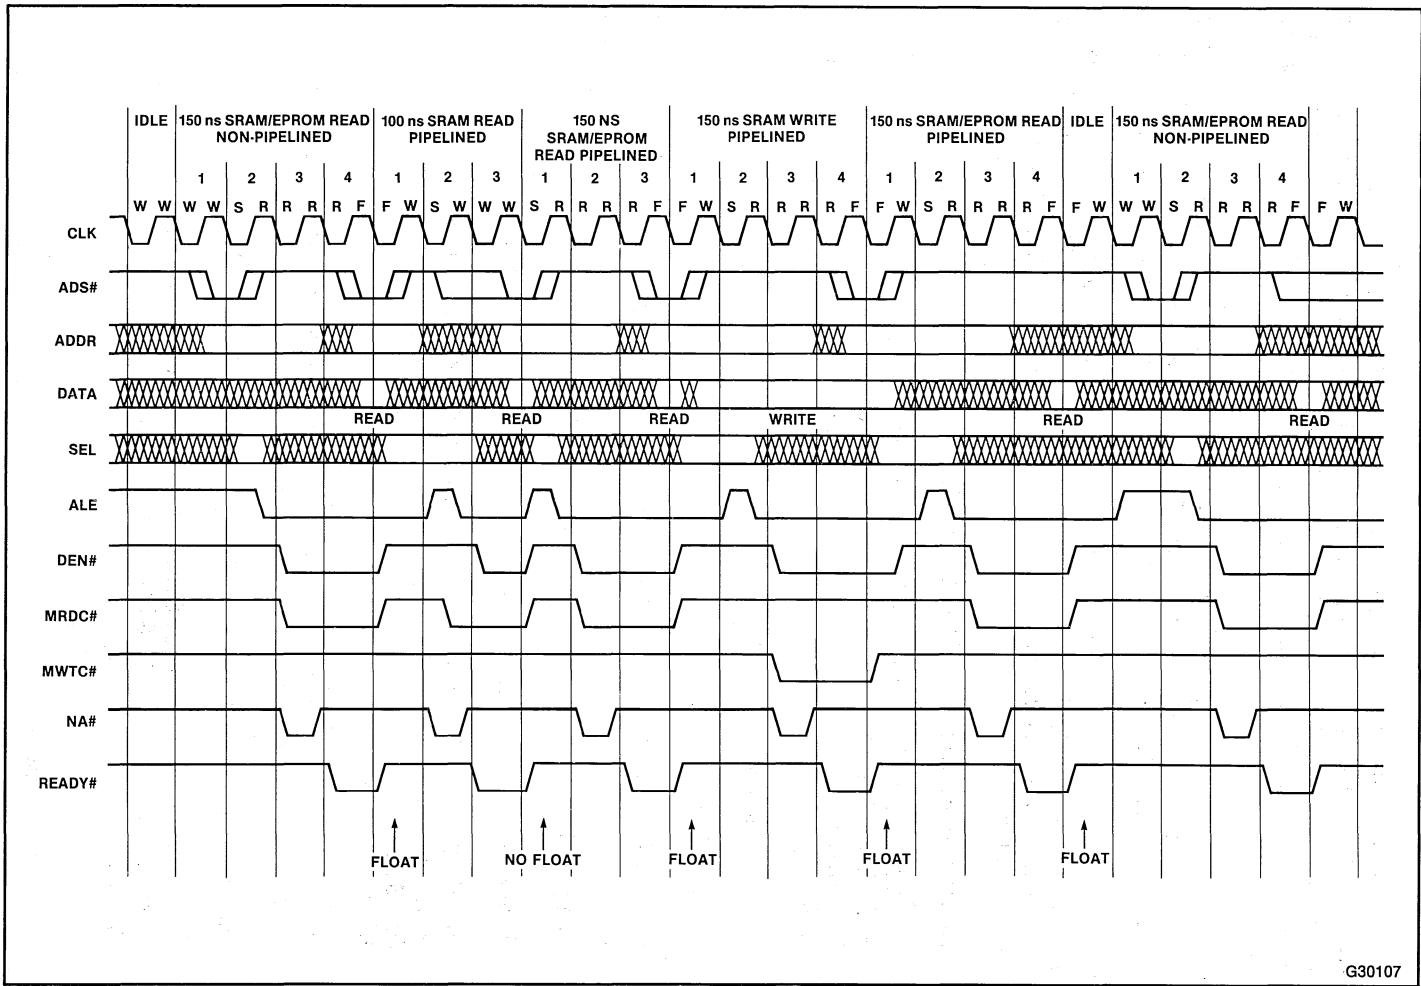 IDLE 150 ns SRAM/EPROM READ 100 ns SRAM READ 150 NS 150 ns SRAM WRITE 150 ns SRAM/EPROM READ IDLE 150 ns SRAM/EPROM READ
NON-PIPELINED PIPELINED SRAM/EPROM PIPELINED PIPELINED NON-PIPELINED
READ PIPELINED
1 2 3 4 1 2 3 1 2 3 1 2 3 4 1 2 3 4 1 2 3 4
W W W W S R R R R F F W S W W W S R R R R F F W S R R R R F F W S R R R R F F W W W S R R R R F F W
CLK
ADS#
ADDR
DATA
READ READ READ WRITE READ READ
SEL
ALE
DEN#
MRDC#
MWTC#
NA#
READY#
FLOAT NO FLOAT FLOAT FLOAT FLOAT
G30107